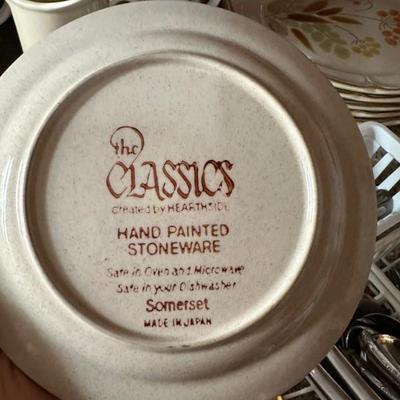 the
CLASSICS
created by HEARTHSIDE
HAND PAINTED
STONEWARE
Safe in Oven and Microwave
Safe in your Dishwasher
Somerset
MADE IN JAPAN